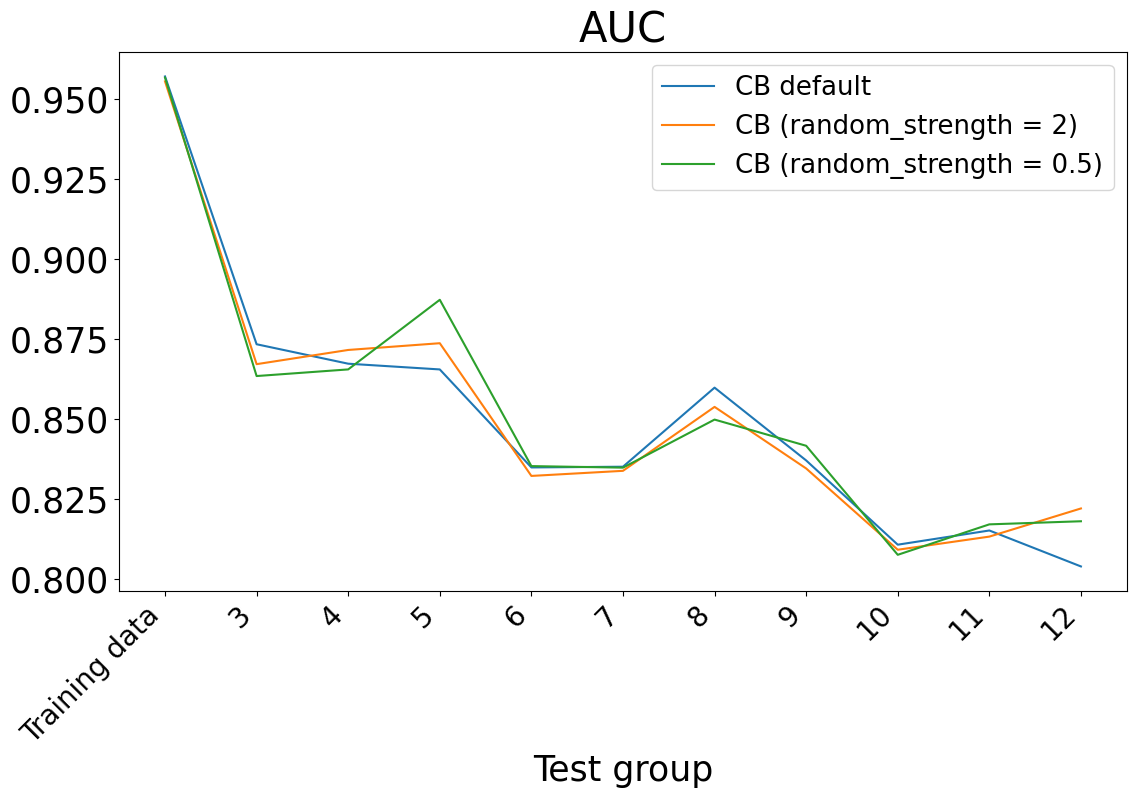 AUC
CB default
CB (random_strength = 2)
CB (random_strength = 0.5)
0.950
0.925
0.900
0.875
0.850
0.825
0.800
Training data
3
4
5
6
7
8
9
10
11
12
Test group